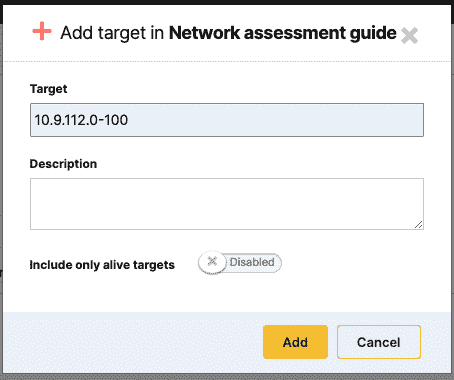 Add target in Network assessment guide
Target
10.9.112.0-100
Description
Include only alive targets
Disabled
Add
Cancel